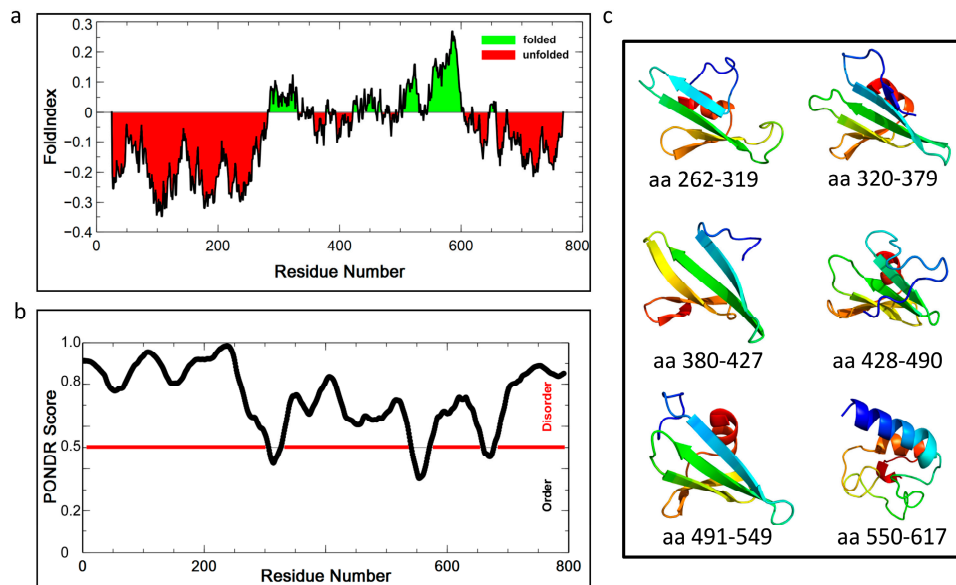 a
0.3
0.2
0.1
0
−0.1
−0.2
−0.3
−0.4
FoldIndex
folded
unfolded
0 200 400 600 800
Residue Number
b
1.0
0.8
0.5
0.2
0
PONDR Score
Disorder
Order
0 200 400 600 800
Residue Number
c
aa 262-319 aa 320-379
aa 380-427 aa 428-490
aa 491-549 aa 550-617